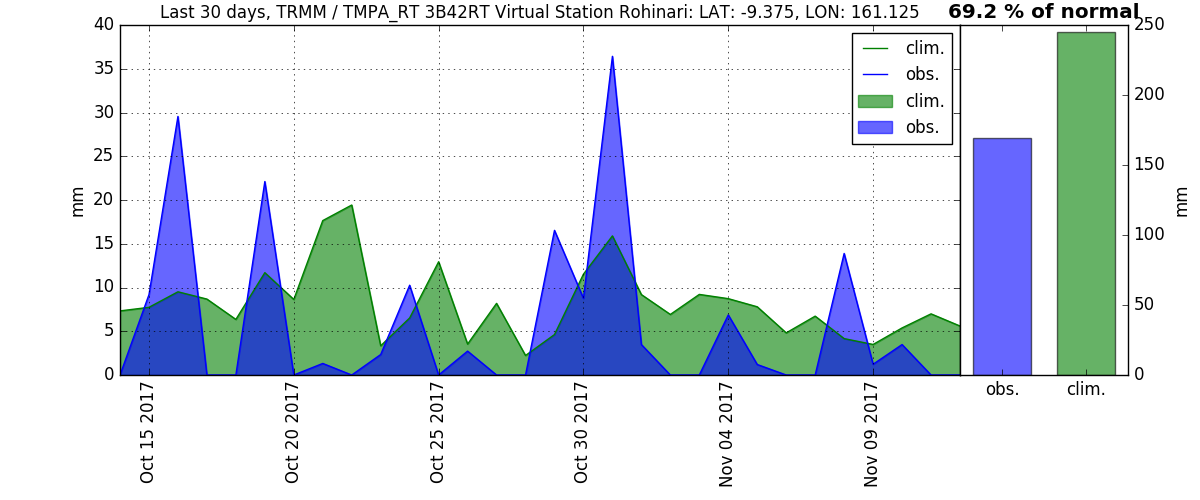 Last 30 days, TRMM / TMPA_RT 3B42RT Virtual Station Rohinari: LAT: -9.375, LON: 161.125
69.2 % of normal
40
35
30
25
20
15
10
5
0
mm
clim.
obs.
clim.
obs.
250
200
150
100
50
0
mm
Oct 15 2017
Oct 20 2017
Oct 25 2017
Oct 30 2017
Nov 04 2017
Nov 09 2017
obs.
clim.